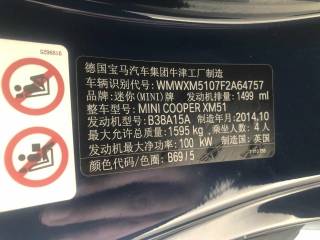 S296818
德国宝马汽车集团牛津工厂制造
车辆识别代号: WMWXM5107F2A64757
品牌: 迷你(MINI)牌 发动机排量: 1499 ml
整车型号: MINI COOPER XM51
发动机型号: B38A15A 制造年月: 2014.10
最大允许总质量: 1595 kg, 乘坐人数: 4人
发动机最大净功率: 100 kW 制造国: 英国
颜色代码/色面: B69/5